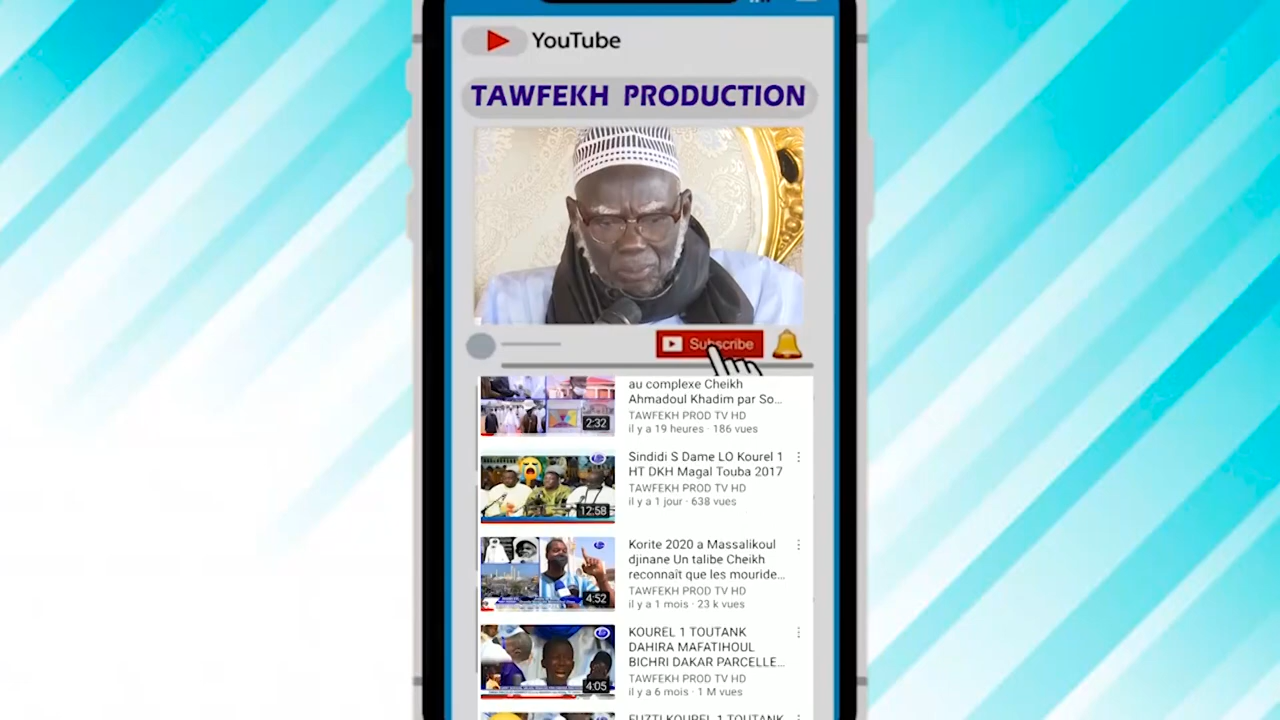 YouTube
TAWFEKH PRODUCTION
Subscribe
au complexe Cheikh
Ahmadoul Khadim par So...
TAWFEKH PROD TV HD
il y a 19 heures · 186 vues
2:32
Sindidi S Dame LO Kourel 1
HT DKH Magal Touba 2017
TAWFEKH PROD TV HD
il y a 1 jour · 638 vues
12:58
Korite 2020 a Massalikoul
djinane Un talibe Cheikh
reconnaît que les mouride...
TAWFEKH PROD TV HD
il y a 1 mois · 23 k vues
4:52
KOUREL 1 TOUTANK
DAHIRA MAFATIHOUL
BICHRI DAKAR PARCELLE...
TAWFEKH PROD TV HD
il y a 6 mois · 1 M vues
4:05
KOUREL 1 TOUTANK